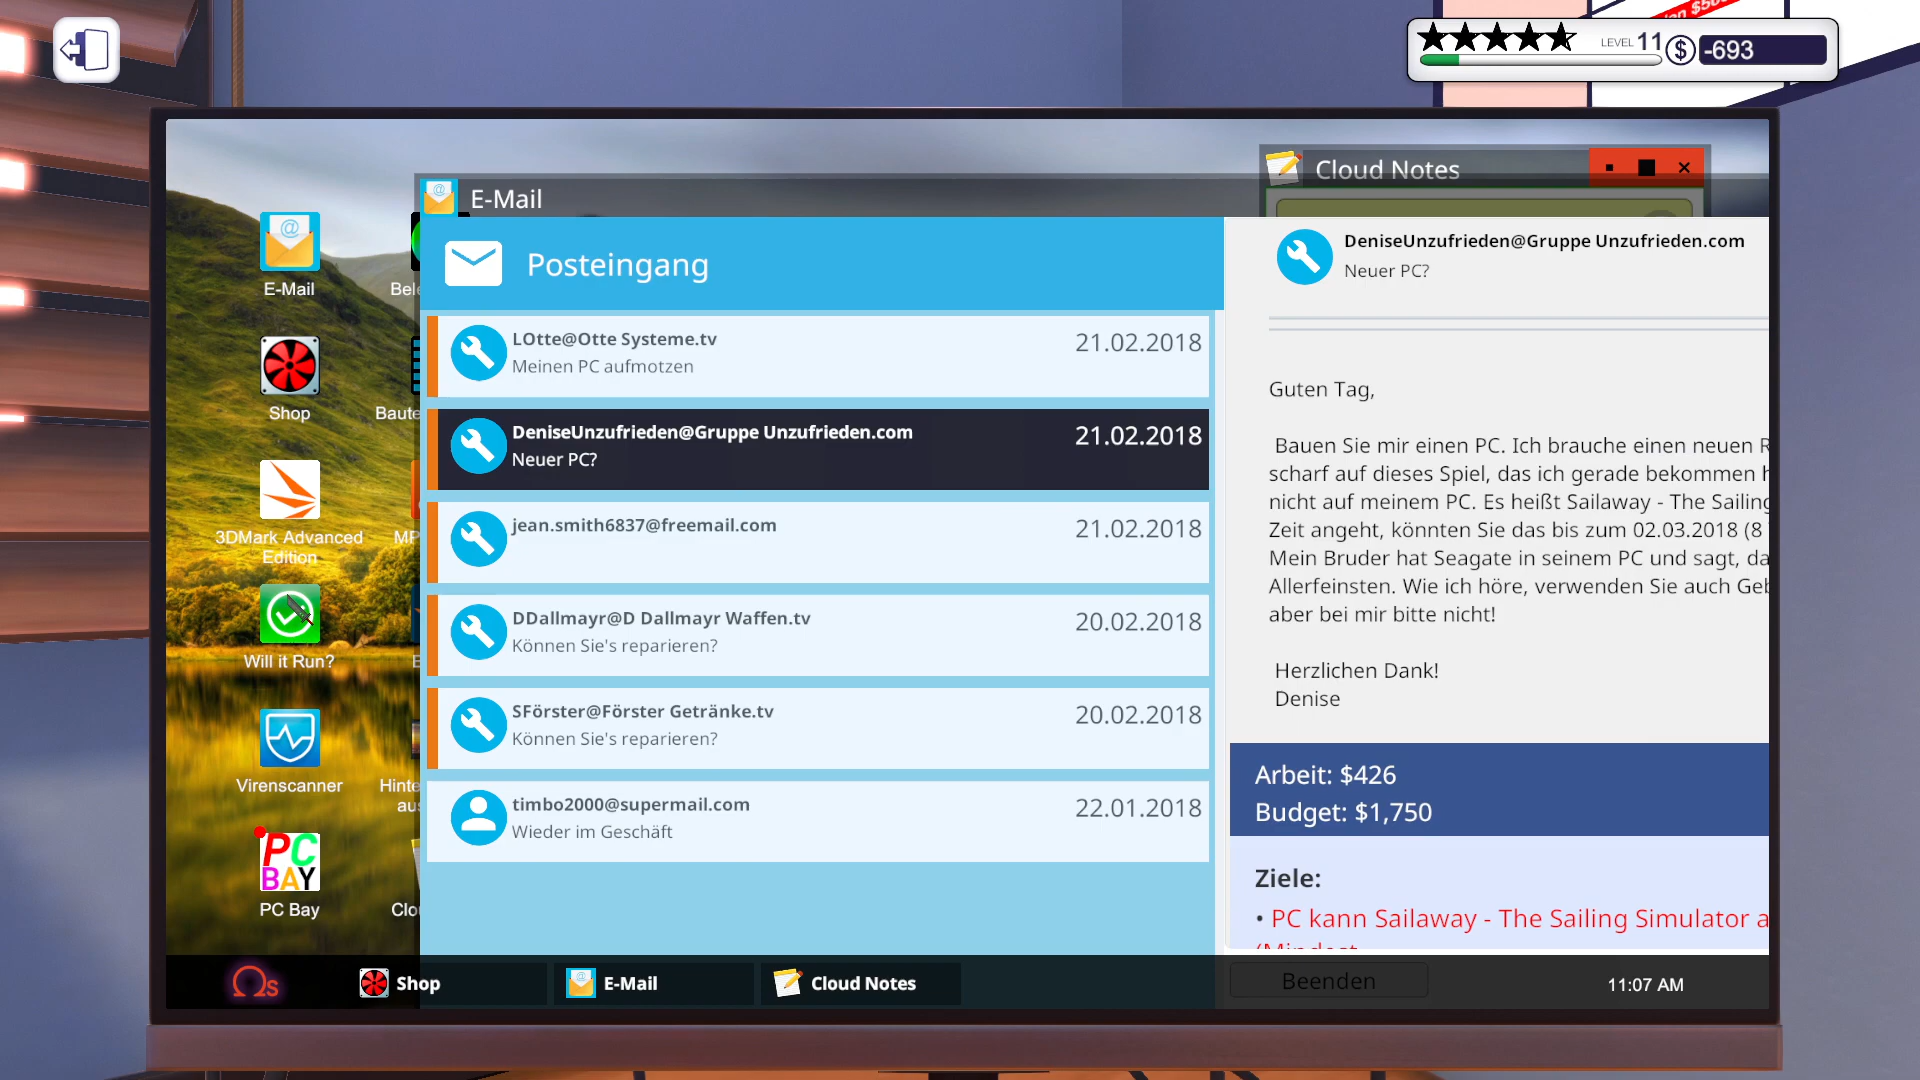 LEVEL 11
$ -693
Cloud Notes
E-Mail
Posteingang
LOtte@Otte Systeme.tv
Meinen PC aufmotzen
21.02.2018
DeniseUnzufrieden@Gruppe Unzufrieden.com
Neuer PC?
21.02.2018
jean.smith6837@freemail.com
21.02.2018
DDallmayr@D Dallmayr Waffen.tv
Können Sie's reparieren?
20.02.2018
SFörster@Förster Getränke.tv
Können Sie's reparieren?
20.02.2018
timbo2000@supermail.com
Wieder im Geschäft
22.01.2018
DeniseUnzufrieden@Gruppe Unzufrieden.com
Neuer PC?
Guten Tag,
Bauen Sie mir einen PC. Ich brauche einen neuen
scharf auf dieses Spiel, das ich gerade bekommen
nicht auf meinem PC. Es heißt Sailaway - The Sailing
Zeit angeht, könnten Sie das bis zum 02.03.2018 (8
Mein Bruder hat Seagate in seinem PC und sagt,
Allerfeinsten. Wie ich höre, verwenden Sie auch
aber bei mir bitte nicht!
Herzlichen Dank!
Denise
Arbeit: $426
Budget: $1,750
Ziele:
• PC kann Sailaway - The Sailing Simulator
Beenden
E-Mail
Shop
3DMark Advanced
Edition
Will it Run?
Virenscanner
PC
BAY
PC Bay
Ωs
Shop
E-Mail
Cloud Notes
11:07 AM